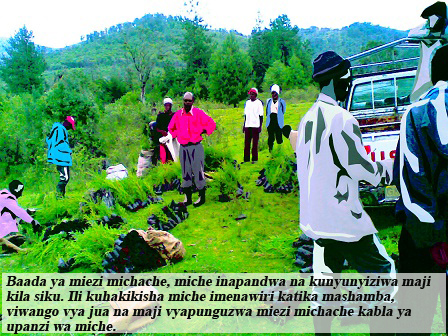 Baada ya miezi michache, miche inapandwa na kunyunyiziwa maji
kila siku. Ili kuhakikisha miche imenawiri katika mashamba,
viwango vya jua na maji vyapunguzwa miezi michache kabla ya
upanzi wa miche.